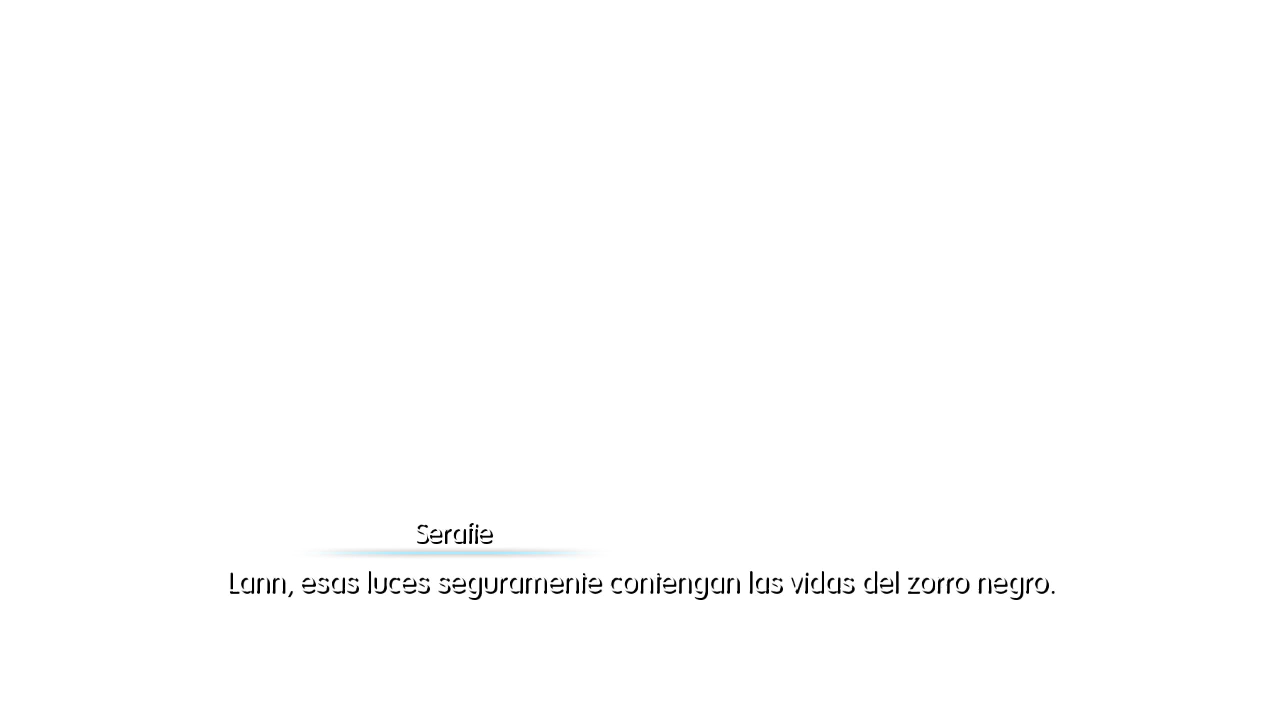 Serafie
Lann, esas luces seguramente contengan las vidas del zorro negro.